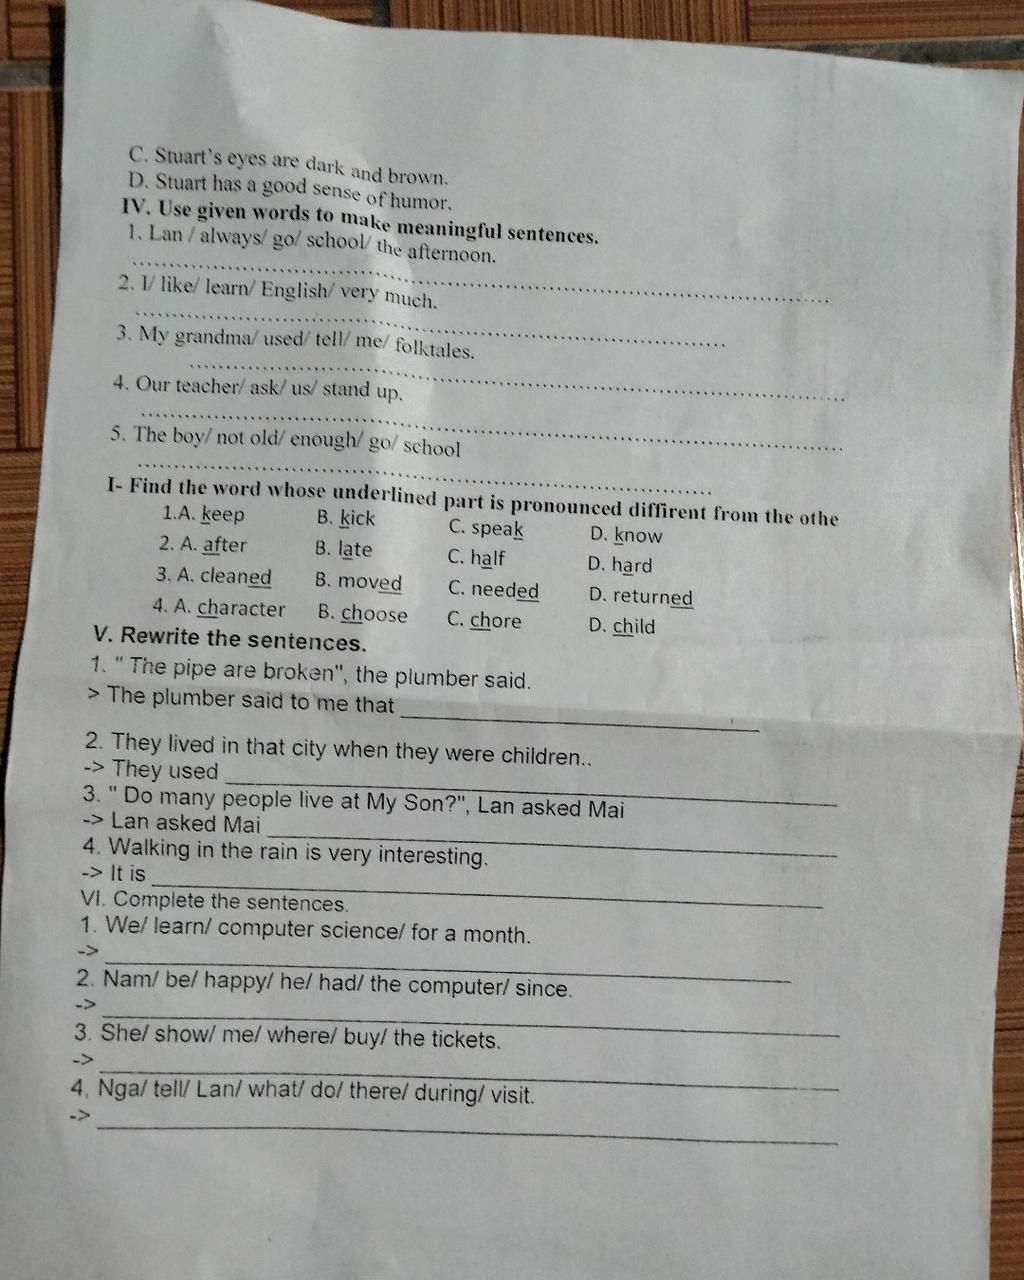 C. Stuart's eyes are dark and brown.
D. Stuart has a good sense of humor.
IV. Use given words to make meaningful sentences.
1. Lan / always/ go/ school/ the afternoon.
2. I/ like/ learn/ English/ very much.
3. My grandma/ used/ tell/ me/ folktales.
4. Our teacher/ ask/ us/ stand up.
5. The boy/ not old/ enough/ go/ school
I- Find the word whose underlined part is pronounced diffirent from the othe
1.A. keep B. kick C. speak D. know
2. A. after B. late C. half D. hard
3. A. cleaned B. moved C. needed D. returned
4. A. character B. choose C. chore D. child
V. Rewrite the sentences.
1. " The pipe are broken", the plumber said.
> The plumber said to me that
2. They lived in that city when they were children..
-> They used
3. " Do many people live at My Son?", Lan asked Mai
-> Lan asked Mai
4. Walking in the rain is very interesting.
-> It is
VI. Complete the sentences.
1. We/ learn/ computer science/ for a month.
->
2. Nam/ be/ happy/ he/ had/ the computer/ since.
->
3. She/ show/ me/ where/ buy/ the tickets.
->
4, Nga/ tell/ Lan/ what/ do/ there/ during/ visit.
->